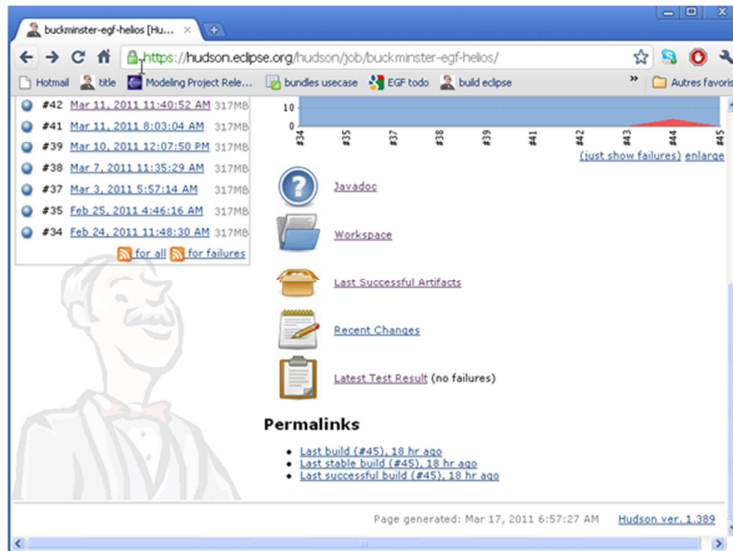 buckminster-egf-helios [Hu...
https://hudson.eclipse.org/hudson/job/buckminster-egf-helios/
Hotmail title Modeling Project Rele... bundles usecase EGF todo build eclipse » Autres favoris
#42 Mar 11, 2011 11:40:52 AM 317MB
#41 Mar 11, 2011 8:03:04 AM 317MB
#39 Mar 10, 2011 12:07:50 PM 317MB
#38 Mar 7, 2011 11:35:29 AM 317MB
#37 Mar 3, 2011 5:57:14 AM 317MB
#35 Feb 25, 2011 4:46:16 AM 317MB
#34 Feb 24, 2011 11:48:30 AM 317MB
for all for failures
10
0
#34 #35 #37 #38 #39 #41 #42 #43 #44 #45
(just show failures) enlarge
Javadoc
Workspace
Last Successful Artifacts
Recent Changes
Latest Test Result (no failures)
Permalinks
Last build (#45), 18 hr ago
Last stable build (#45), 18 hr ago
Last successful build (#45), 18 hr ago
Page generated: Mar 17, 2011 6:57:27 AM Hudson ver. 1.389